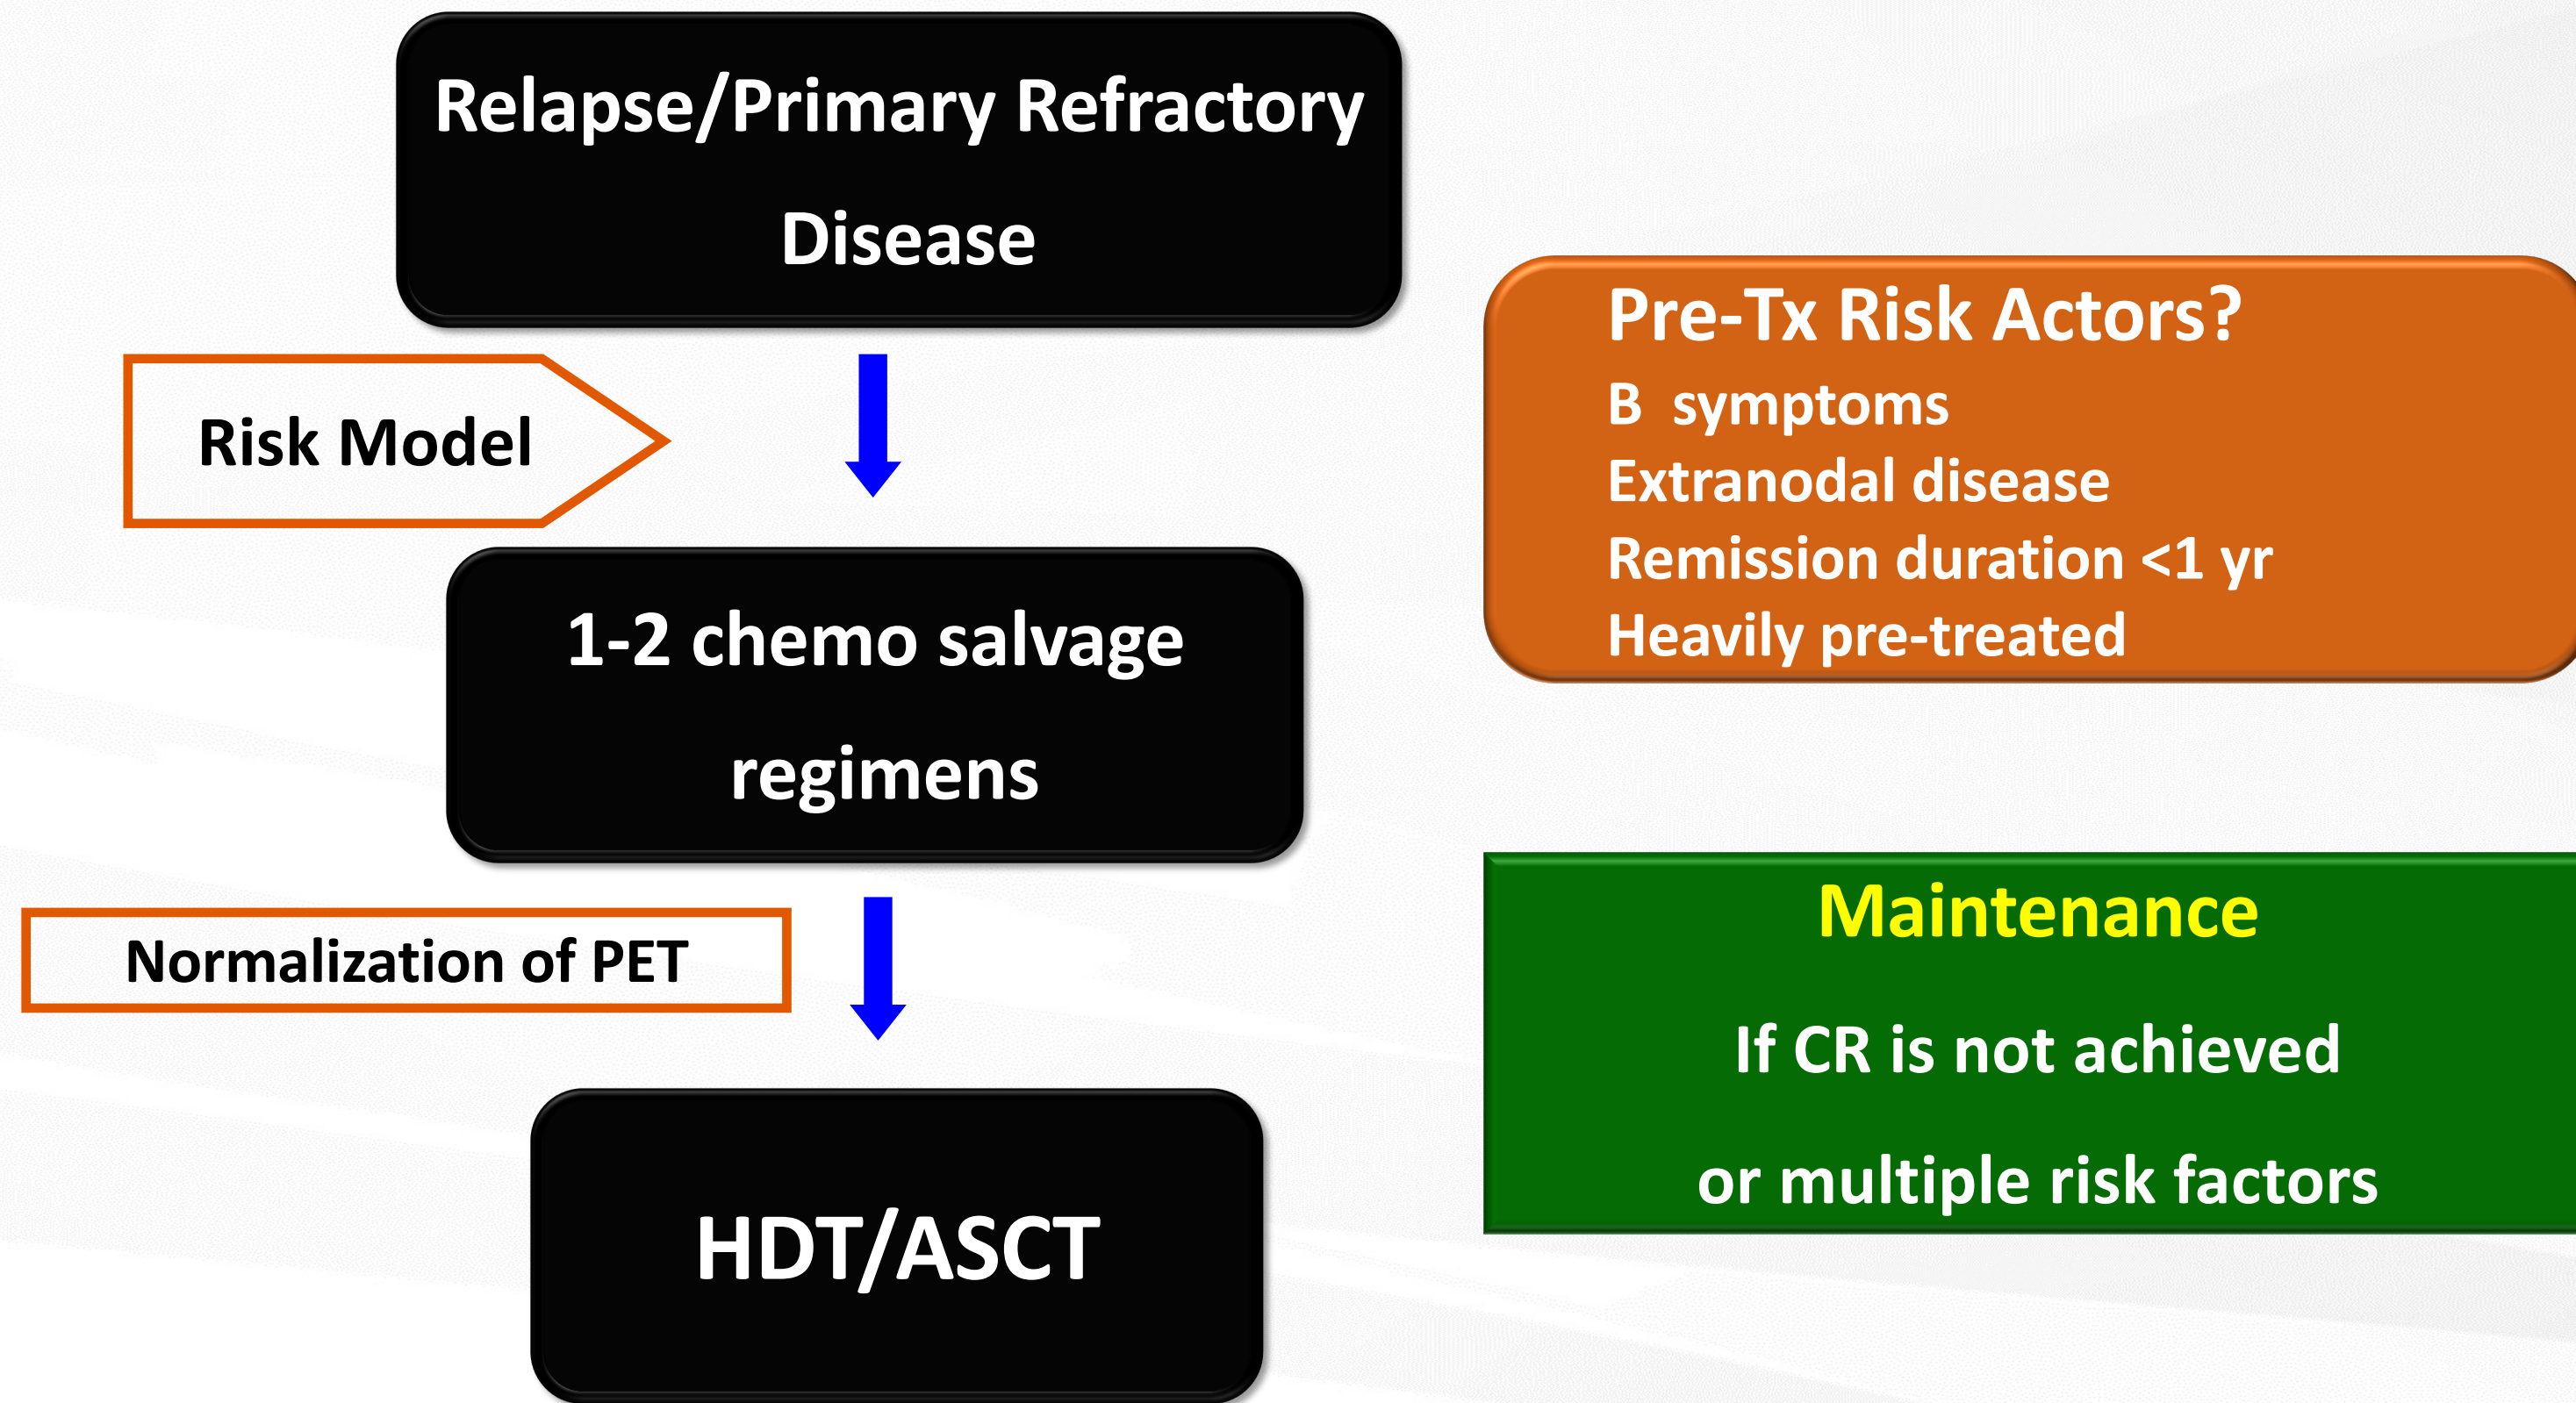 Relapse/Primary Refractory
Disease
Risk Model
Pre-Tx Risk Actors?
B symptoms
Extranodal disease
Remission duration <1 yr
Heavily pre-treated
1-2 chemo salvage
regimens
Normalization of PET
Maintenance
If CR is not achieved
or multiple risk factors
HDT/ASCT